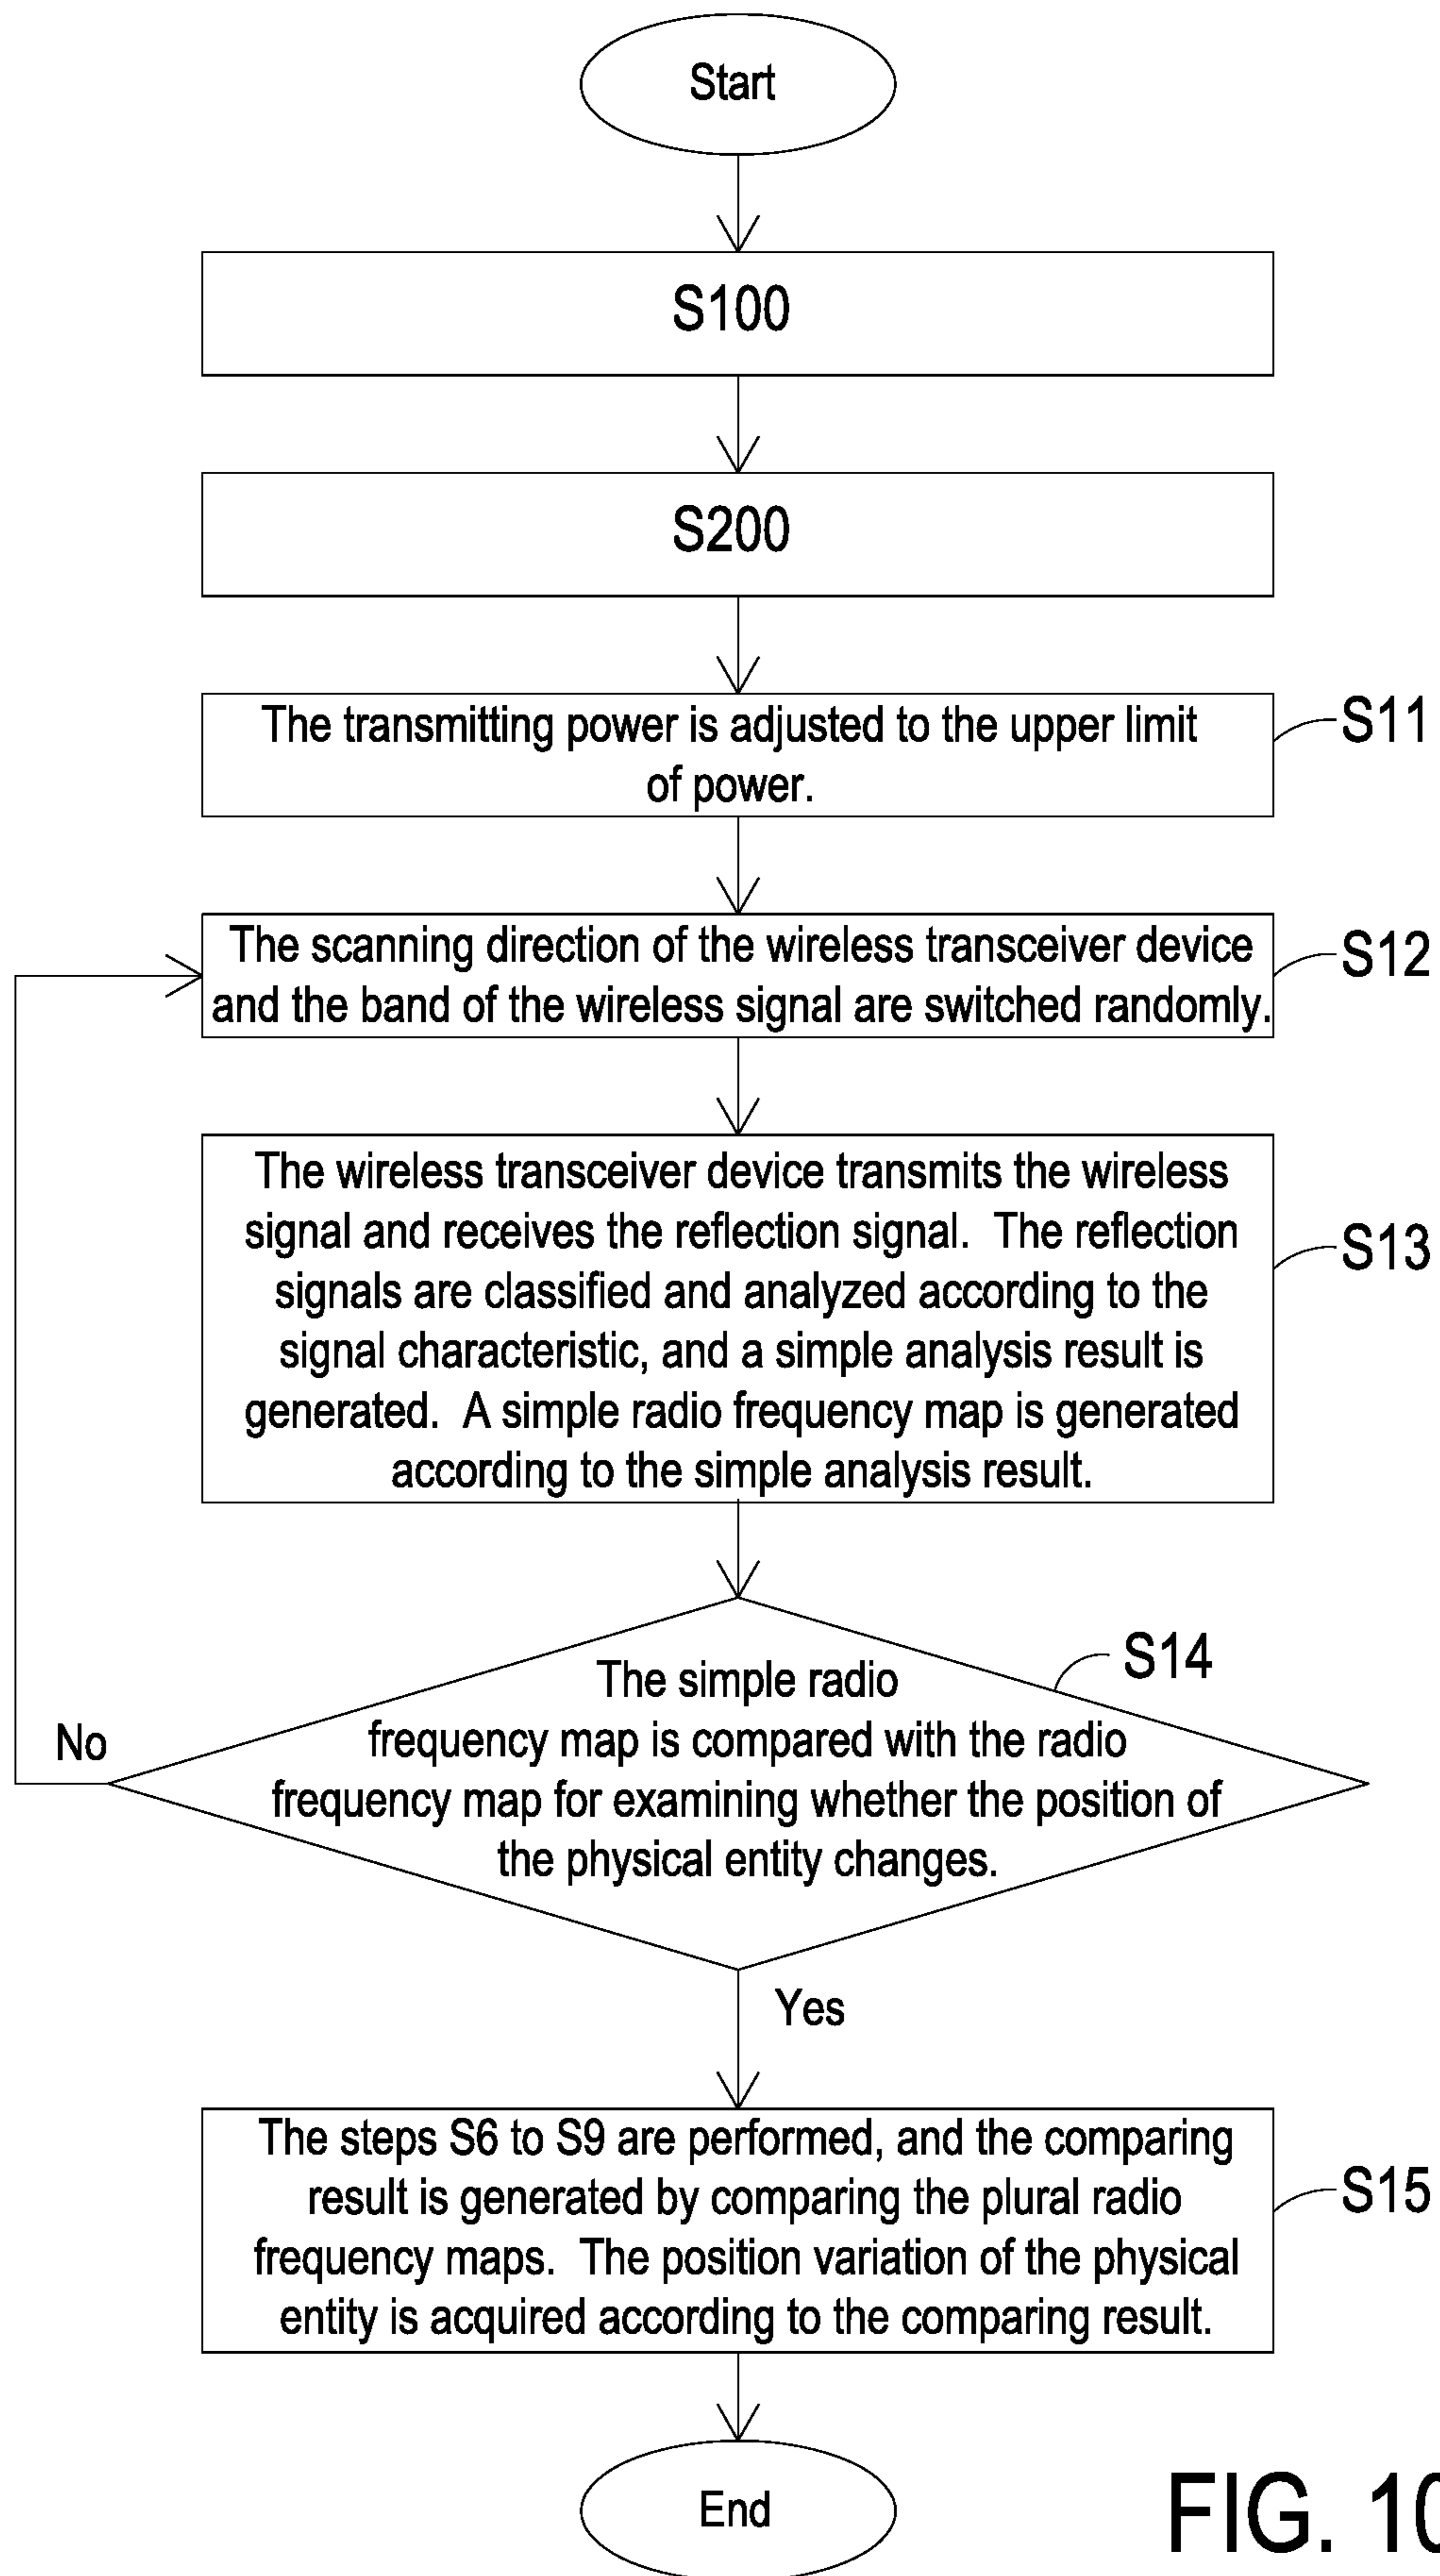 Start
S100
S200
The transmitting power is adjusted to the upper limit
of power.
S11
The scanning direction of the wireless transceiver device
and the band of the wireless signal are switched randomly.
S12
The wireless transceiver device transmits the wireless
signal and receives the reflection signal. The reflection
signals are classified and analyzed according to the
signal characteristic, and a simple analysis result is
generated. A simple radio frequency map is generated
according to the simple analysis result.
S13
The simple radio
frequency map is compared with the radio
frequency map for examining whether the position of
the physical entity changes.
S14
No
Yes
The steps S6 to S9 are performed, and the comparing
result is generated by comparing the plural radio
frequency maps. The position variation of the physical
entity is acquired according to the comparing result.
S15
End
FIG. 10